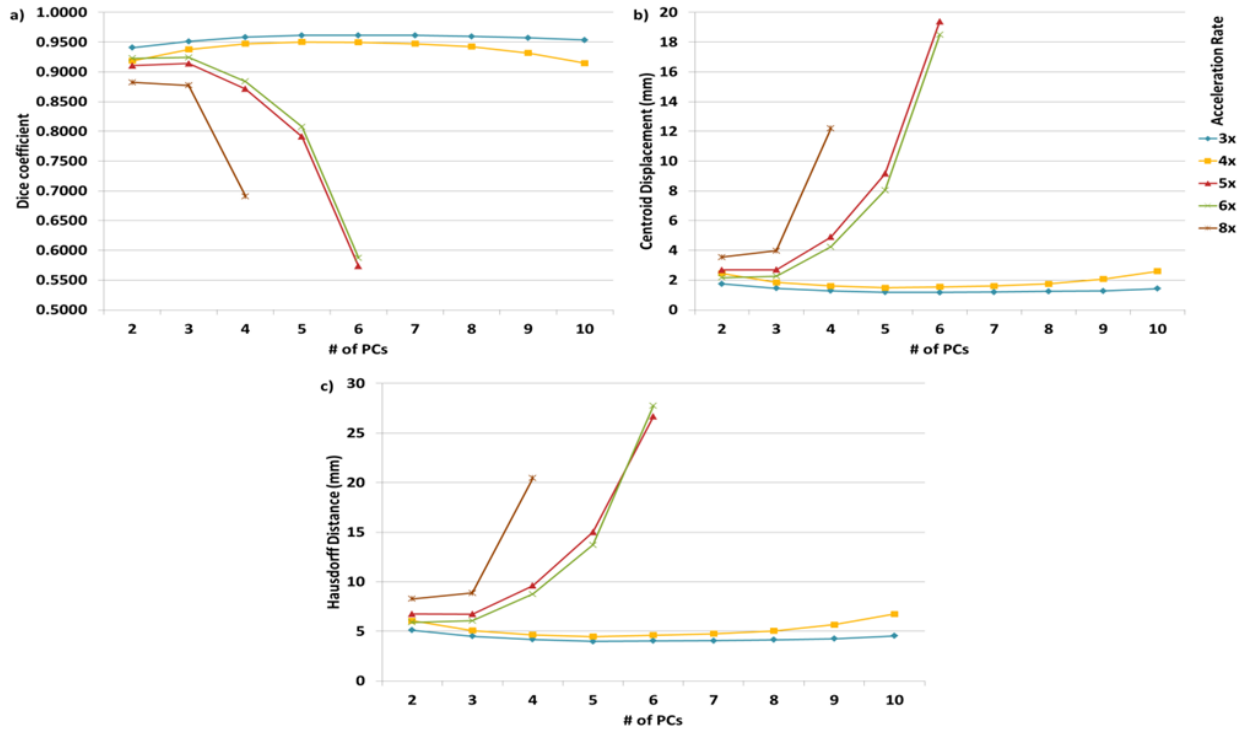 a)
1.0000
0.9500
0.9000
0.8500
0.8000
0.7500
0.7000
0.6500
0.6000
0.5500
0.5000
Dice coefficient
2 3 4 5 6 7 8 9 10
# of PCs
b)
20
18
16
14
12
10
8
6
4
2
0
Centroid Displacement (mm)
2 3 4 5 6 7 8 9 10
# of PCs
Acceleration Rate
3x
4x
5x
6x
8x
c)
30
25
20
15
10
5
0
Hausdorff Distance (mm)
2 3 4 5 6 7 8 9 10
# of PCs